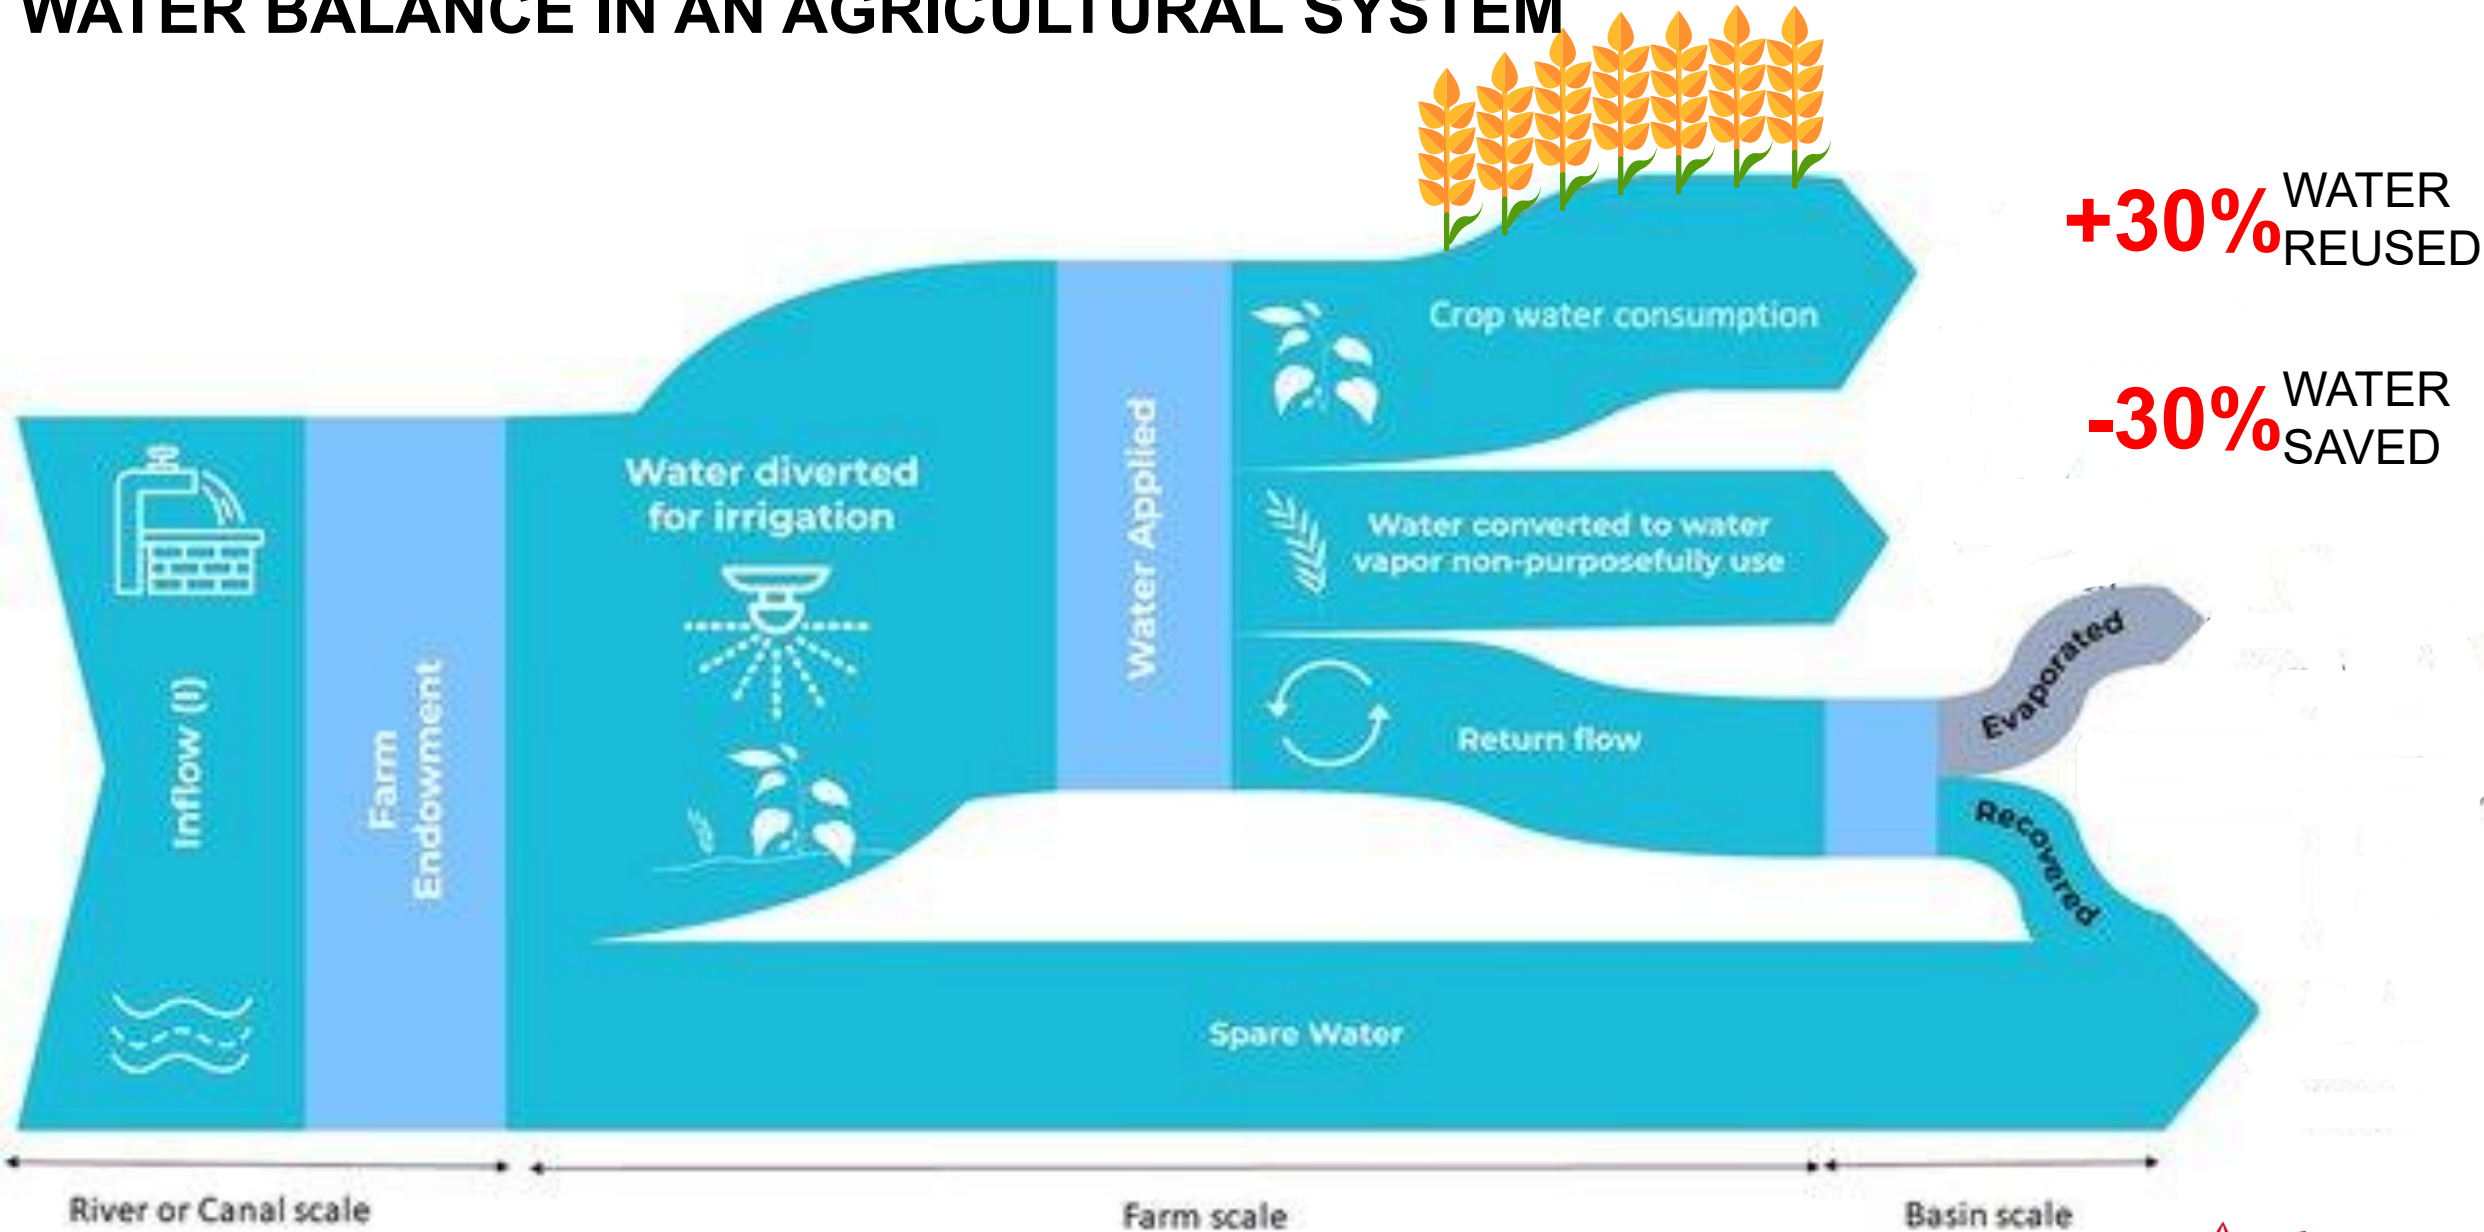 WATER BALANCE IN AN AGRICULTURAL SYSTEM
+30% WATER
REUSED
-30% WATER
SAVED
Inflow (I)
Farm
Endowment
Water diverted
for irrigation
Water Applied
Crop water consumption
Water converted to water
vapor non-purposefully use
Return flow
Evaporated
Recovered
Spare Water
River or Canal scale
Farm scale
Basin scale